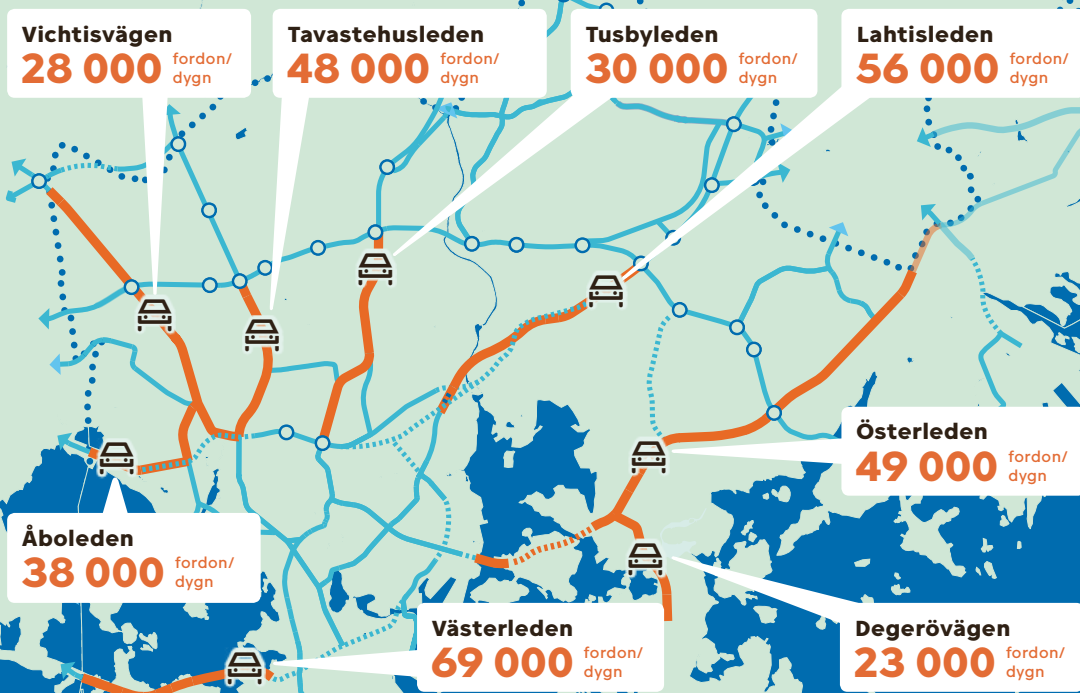 Vichtisvägen
28 000 fordon/
dygn
Tavastehusleden
48 000 fordon/
dygn
Tusbyleden
30 000 fordon/
dygn
Lahtisleden
56 000 fordon/
dygn
Österleden
49 000 fordon/
dygn
Åboleden
38 000 fordon/
dygn
Västerleden
69 000 fordon/
dygn
Degerövägen
23 000 fordon/
dygn